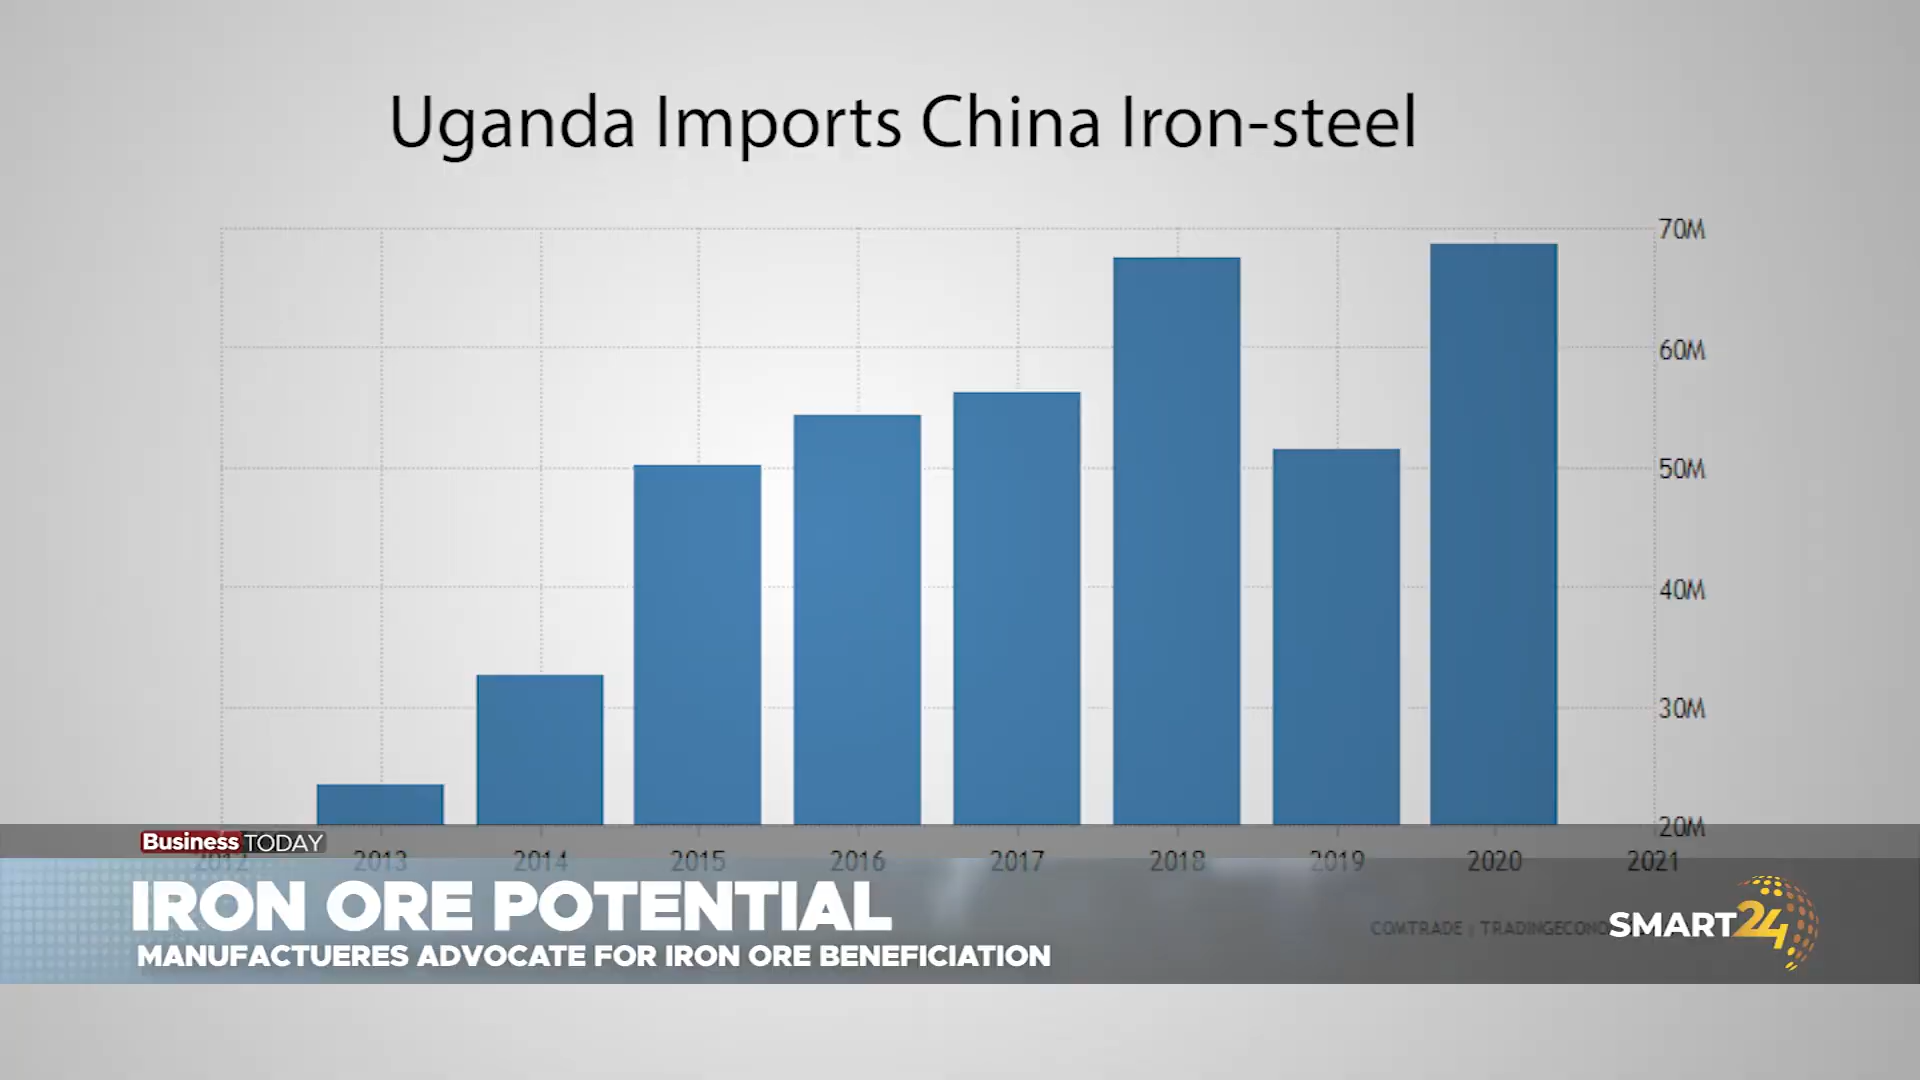 Uganda Imports China Iron-steel
70M
60M
50M
40M
30M
20M
Business TODAY
2012 2013 2014 2015 2016 2017 2018 2019 2020 2021
IRON ORE POTENTIAL
MANUFACTUERES ADVOCATE FOR IRON ORE BENEFICIATION
COMTRADE |
SMART24